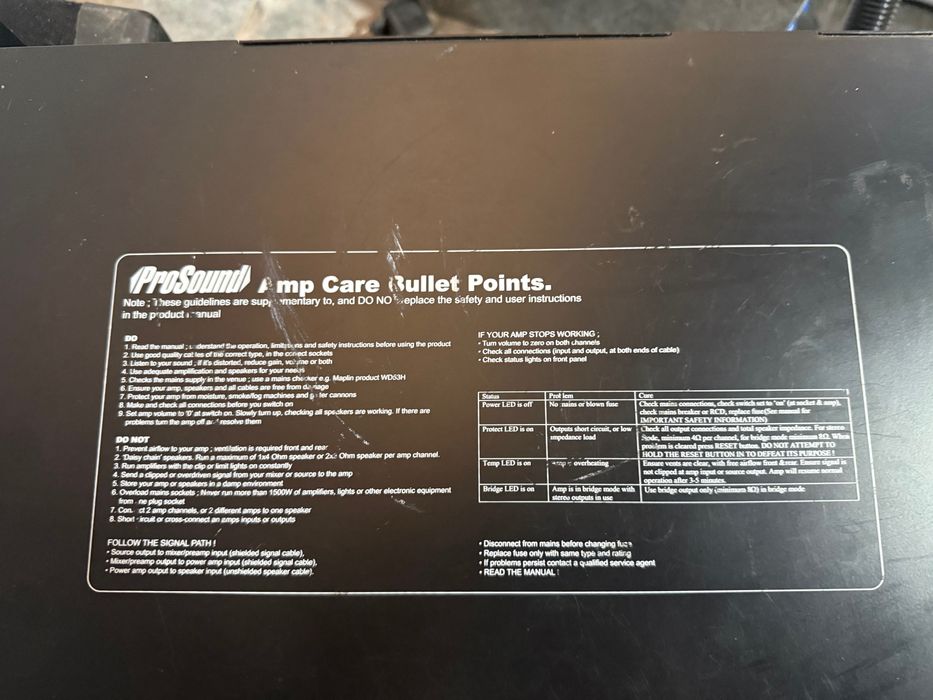 ProSound Amp Care Bullet Points.
Note ; These guidelines are supplementary to, and DO NOT replace the safety and user instructions
in the product manual
DO
1. Read the manual ; understand the operation, limitations and safety instructions before using the product
2. Use good quality cables of the correct type, in the correct sockets
3. Listen to your sound ; if it's distorted, reduce gain, volume or both
4. Use adequate amplification and speakers for your needs
5. Checks the mains supply in the venue ; use a mains checker e.g. Maplin product WD53H
6. Ensure your amp, speakers and all cables are free from damage
7. Protect your amp from moisture, smoke/fog machines and glitter cannons
8. Make and check all connections before you switch on
9. Set amp volume to '0' at switch on. Slowly turn up, checking all speakers are working. If there are
problems turn the amp off and resolve them
DO NOT
1. Prevent airflow to your amp ; ventilation is required front and rear
2. 'Daisy chain' speakers. Run a maximum of 1x4 Ohm speaker or 2x8 Ohm speaker per amp channel.
3. Run amplifiers with the clip or limit lights on constantly
4. Send a clipped or overdriven signal from your mixer or source to the amp
5. Store your amp or speakers in a damp environment
6. Overload mains sockets ; Never run more than 1500W of amplifiers, lights or other electronic equipment
from one plug socket
7. Connect 2 amp channels, or 2 different amps to one speaker
8. Short circuit or cross-connect an amps inputs or outputs
FOLLOW THE SIGNAL PATH !
• Source output to mixer/preamp input (shielded signal cable),
• Mixer/preamp output to power amp input (shielded signal cable),
• Power amp output to speaker input (unshielded speaker cable).
IF YOUR AMP STOPS WORKING ;
• Turn volume to zero on both channels
• Check all connections (input and output, at both ends of cable)
• Check status lights on front panel
Status Problem Cure
Power LED is off No mains or blown fuse Check mains connections, check switch set to "on" (at socket & amp),
check mains breaker or RCD, replace fuse(See manual for
IMPORTANT SAFETY INFORMATION)
Protect LED is on Outputs short circuit, or low Check all output connections and total speaker impedance. For stereo
impedance load mode, minimum 4Ω per channel, for bridge mode minimum 8Ω. When
problem is cleared press RESET button. DO NOT ATTEMPT TO
HOLD THE RESET BUTTON IN TO DEFEAT ITS PURPOSE !
Temp LED is on Amp is overheating Ensure vents are clear, with free airflow front &rear. Ensure signal is
not clipped at amp input or source output. Amp will resume normal
operation after 3-5 minutes.
Bridge LED is on Amp is in bridge mode with Use bridge output only (minimum 8Ω) in bridge mode
stereo outputs in use
• Disconnect from mains before changing fuse
• Replace fuse only with same type and rating
• If problems persist contact a qualified service agent
• READ THE MANUAL !